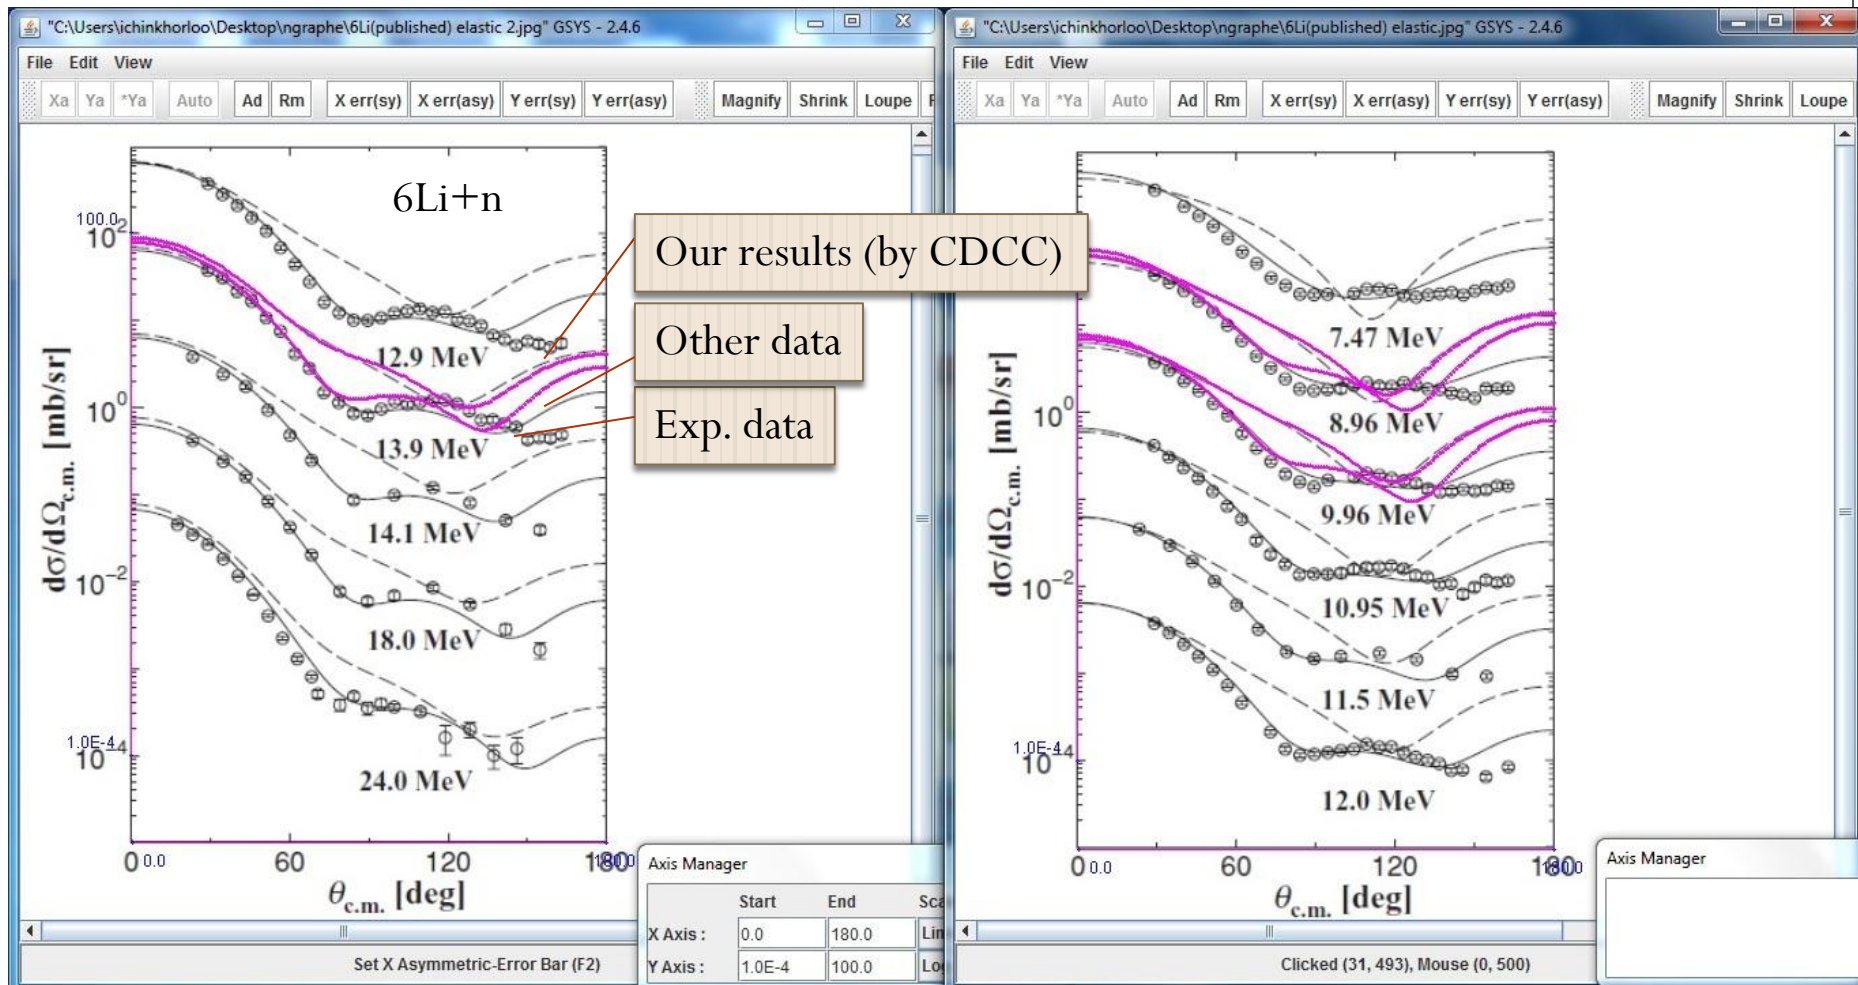 "C:\Users\ichinkhorloo\Desktop\ngraphe\6Li(published) elastic 2.jpg" GSYS - 2.4.6
File Edit View
Xa Ya *Ya Auto Ad Rm X err(sy) X err(asy) Y err(sy) Y err(asy) Magnify Shrink Loupe
6Li+n
100.0
10^2
10^0
10^-2
1.0E-4
10^-4
dσ/dΩc.m. [mb/sr]
12.9 MeV
13.9 MeV
14.1 MeV
18.0 MeV
24.0 MeV
0 0.0 60 120 180 180.0
θc.m. [deg]
Our results (by CDCC)
Other data
Exp. data
Axis Manager
Start End Sca
X Axis : 0.0 180.0 Lin
Y Axis : 1.0E-4 100.0 Lo
Set X Asymmetric-Error Bar (F2)
"C:\Users\ichinkhorloo\Desktop\ngraphe\6Li(published) elastic.jpg" GSYS - 2.4.6
File Edit View
Xa Ya *Ya Auto Ad Rm X err(sy) X err(asy) Y err(sy) Y err(asy) Magnify Shrink Loupe
10^0
10^-2
1.0E-4
10^-4
dσ/dΩc.m. [mb/sr]
7.47 MeV
8.96 MeV
9.96 MeV
10.95 MeV
11.5 MeV
12.0 MeV
0 0.0 60 120 180 180.0
θc.m. [deg]
Axis Manager
Clicked (31, 493), Mouse (0, 500)